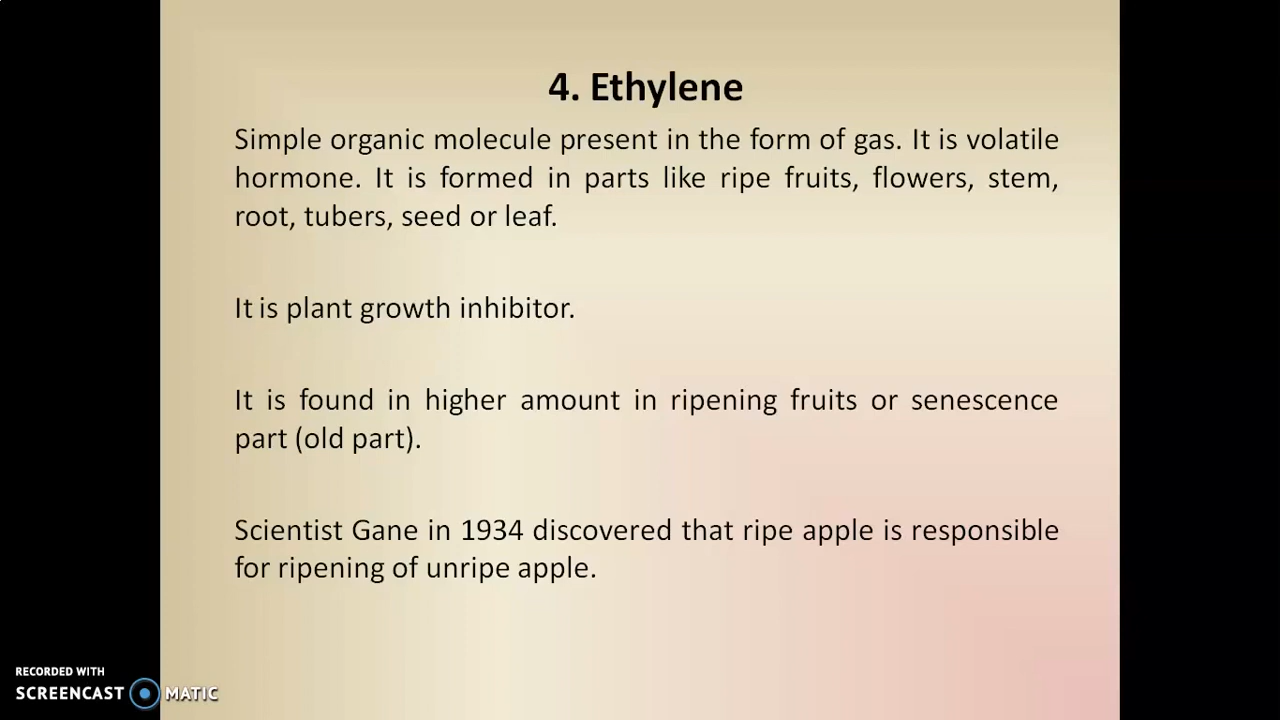 4. Ethylene
Simple organic molecule present in the form of gas. It is volatile
hormone. It is formed in parts like ripe fruits, flowers, stem,
root, tubers, seed or leaf.
It is plant growth inhibitor.
It is found in higher amount in ripening fruits or senescence
part (old part).
Scientist Gane in 1934 discovered that ripe apple is responsible
for ripening of unripe apple.
RECORDED WITH
SCREENCAST MATIC